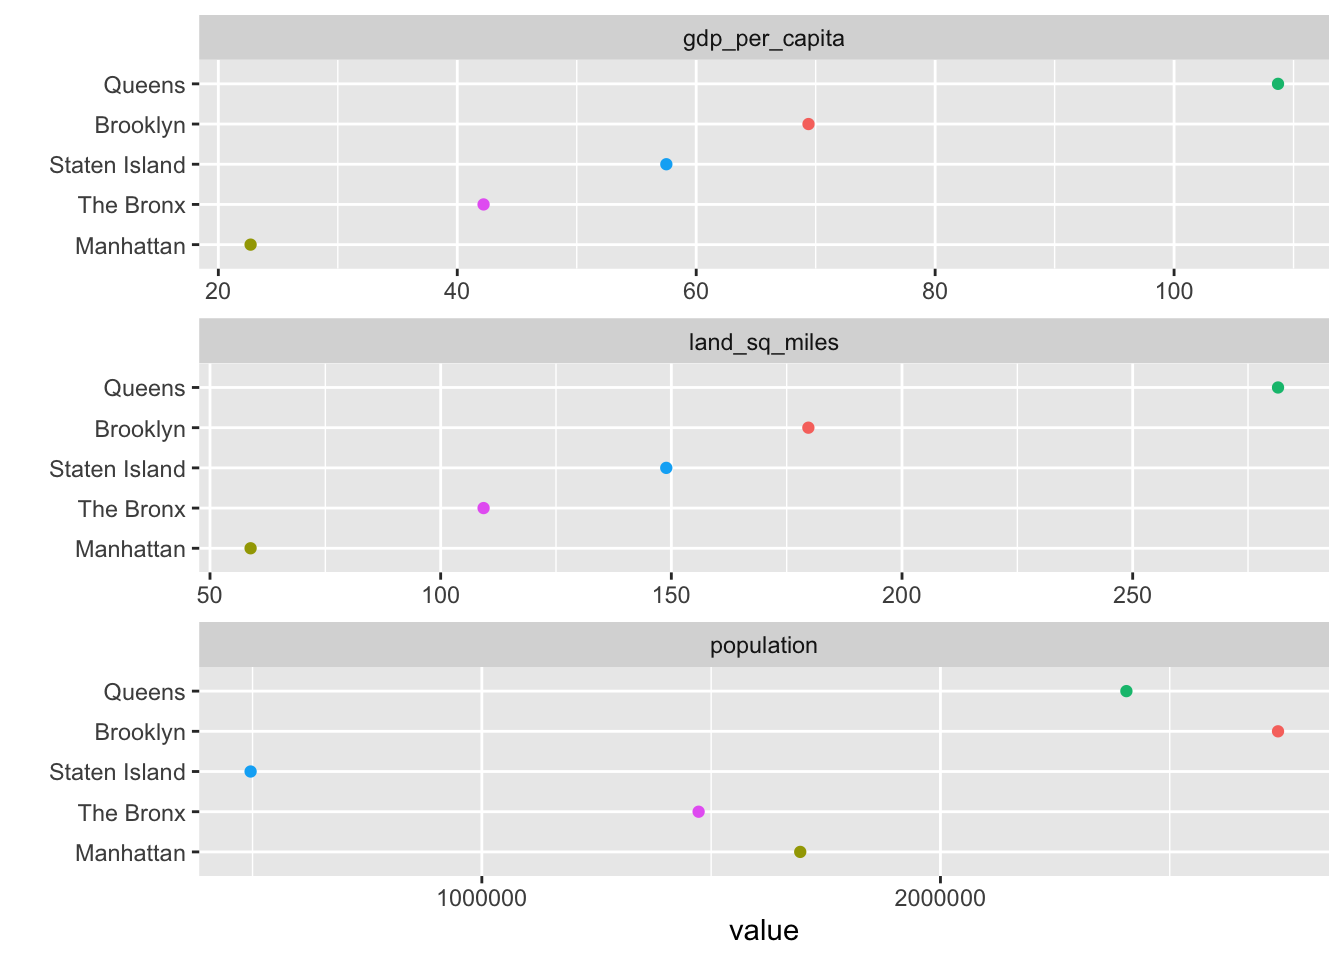 gdp_per_capita
Queens
Brooklyn
Staten Island
The Bronx
Manhattan
20 40 60 80 100
land_sq_miles
Queens
Brooklyn
Staten Island
The Bronx
Manhattan
50 100 150 200 250
population
Queens
Brooklyn
Staten Island
The Bronx
Manhattan
1000000 2000000
value